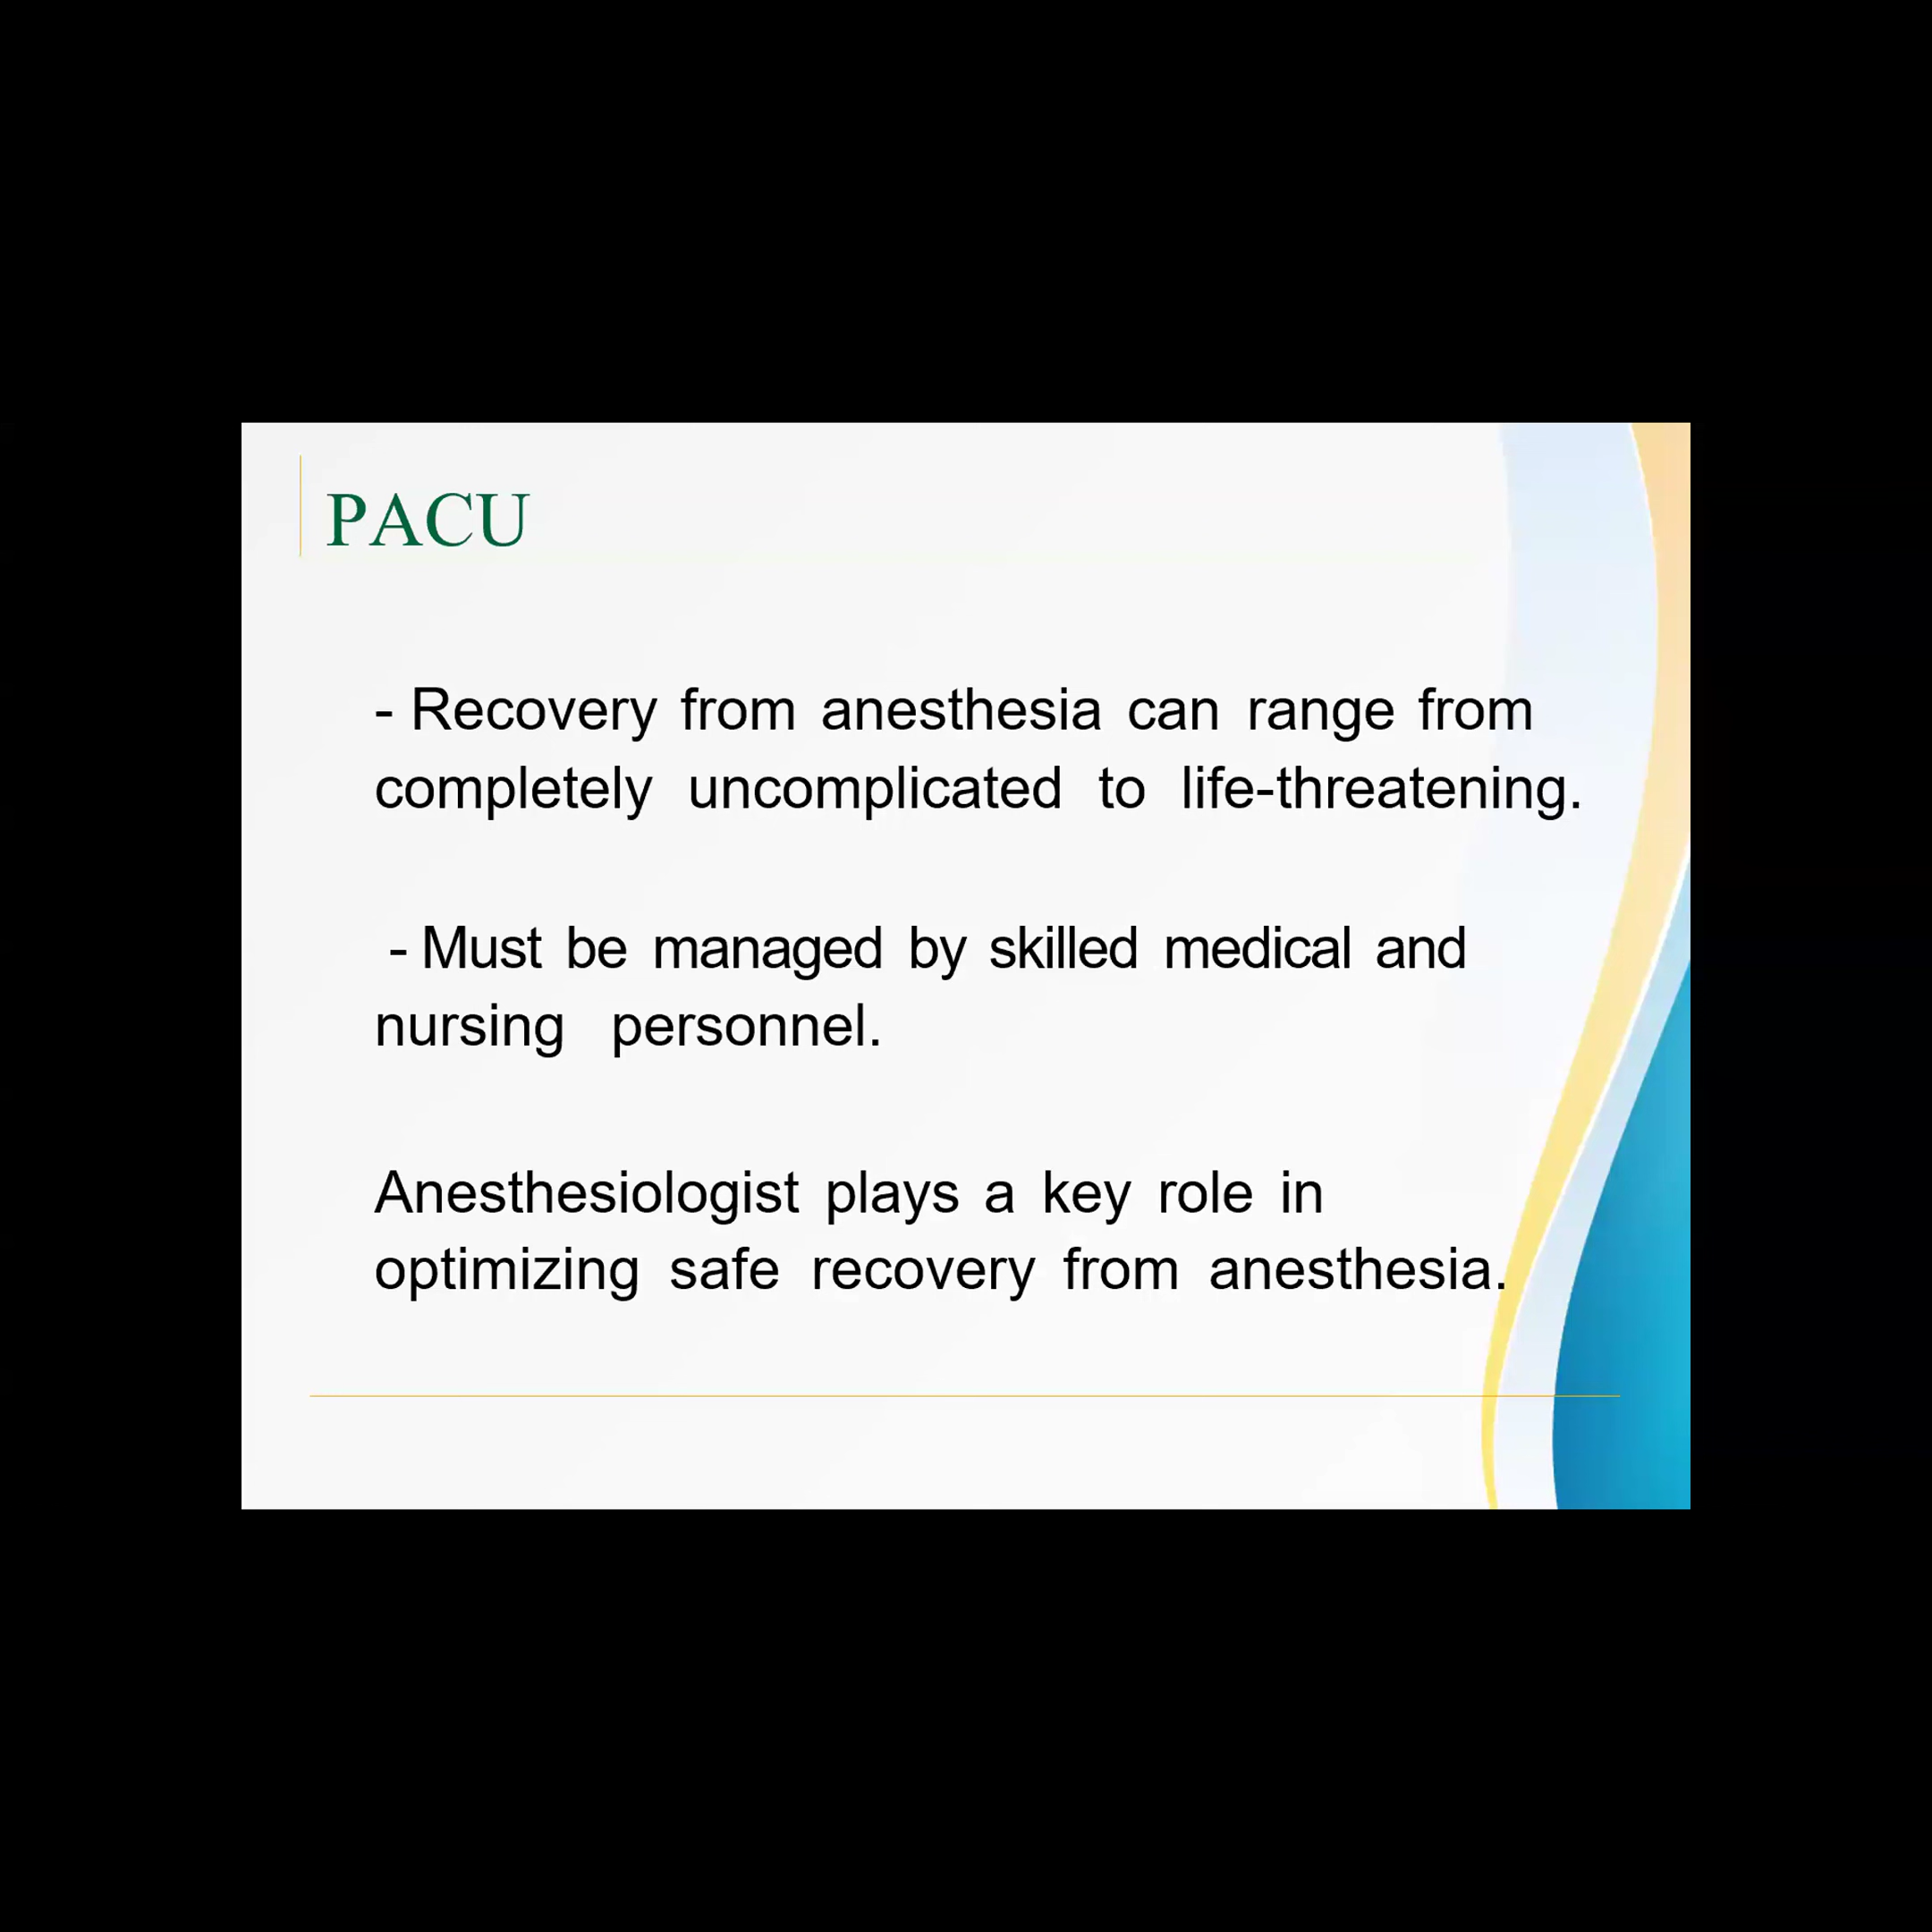 PACU
- Recovery from anesthesia can range from
completely uncomplicated to life-threatening.
- Must be managed by skilled medical and
nursing personnel.
Anesthesiologist plays a key role in
optimizing safe recovery from anesthesia.